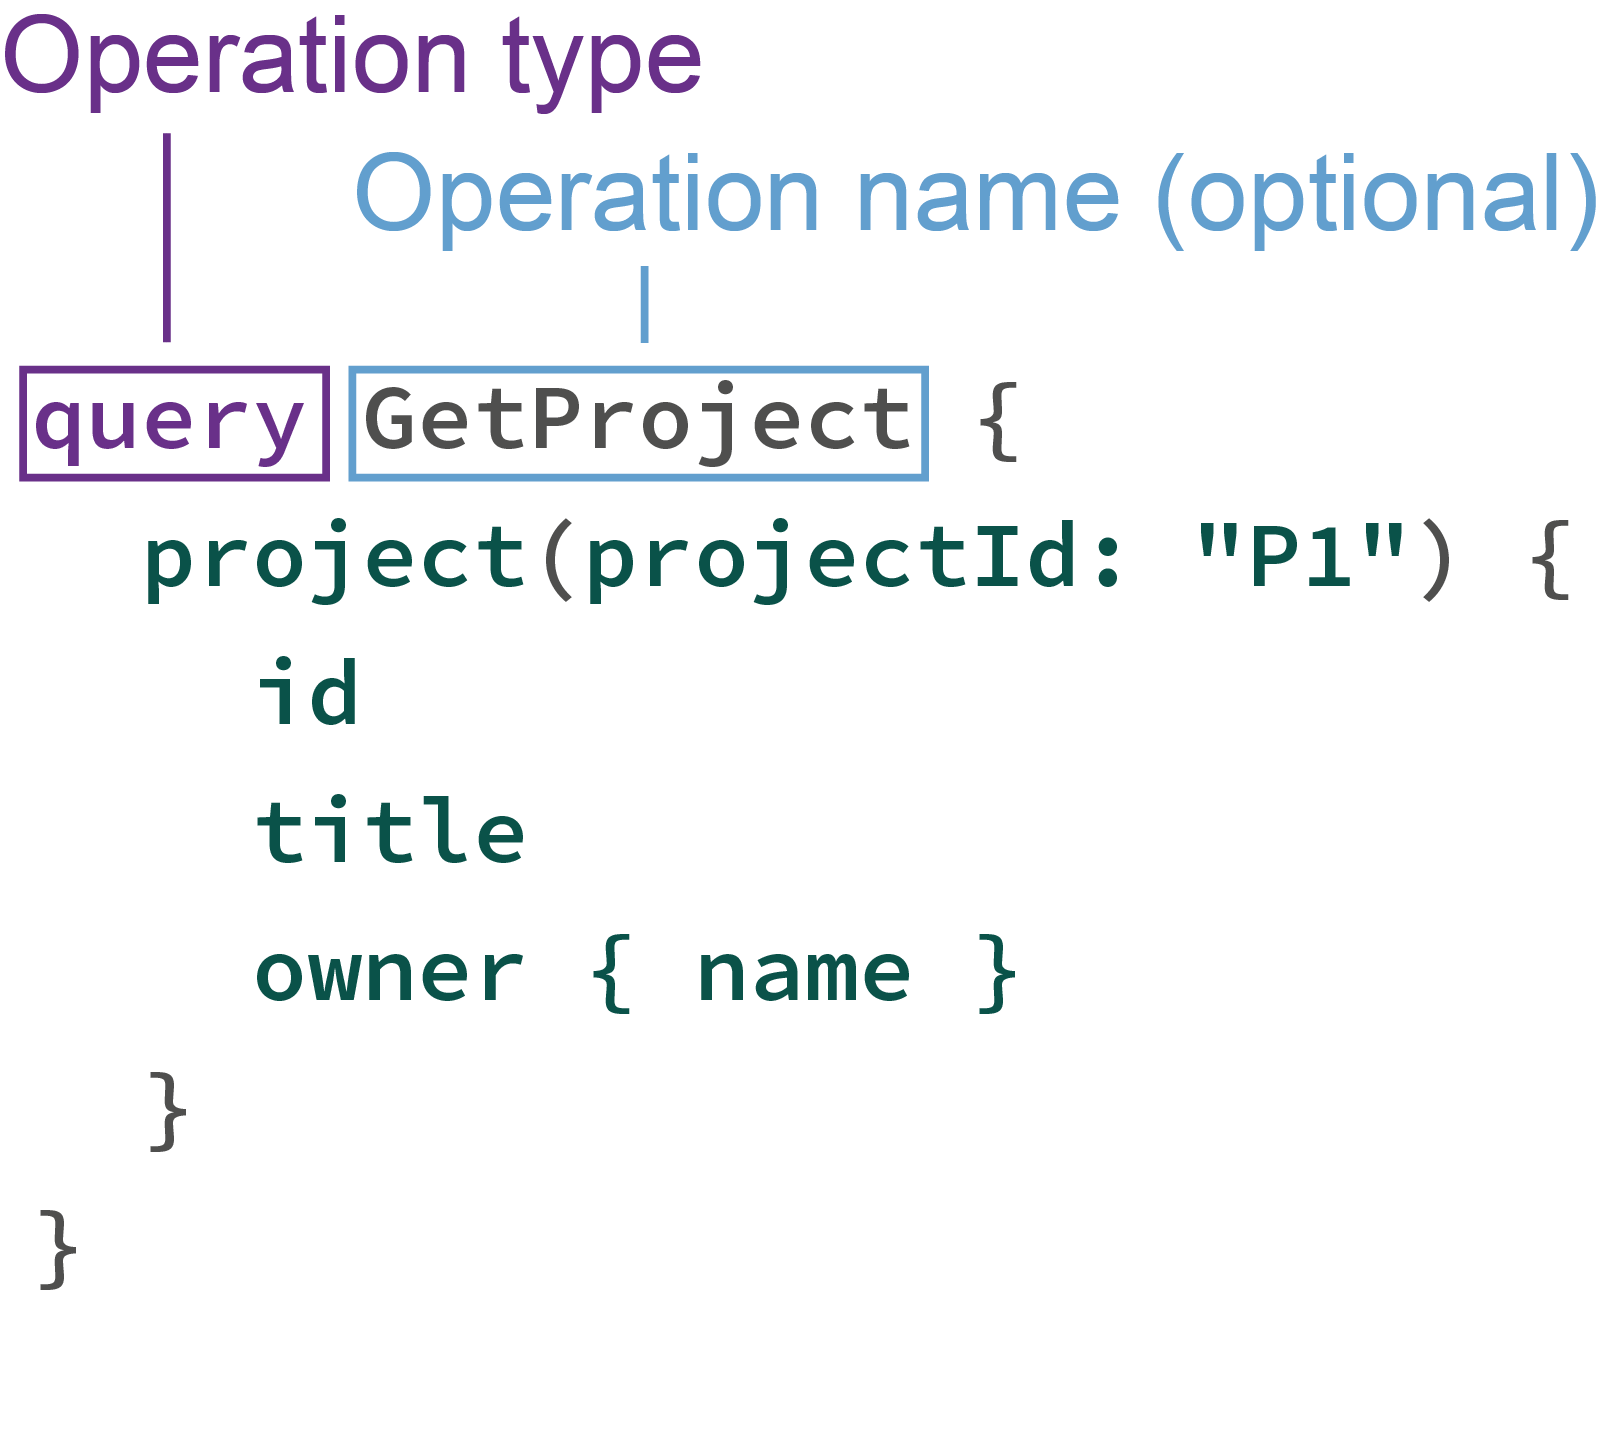 Operation type
Operation name (optional)
query GetProject {
project(projectId: "P1") {
id
title
owner { name }
}
}